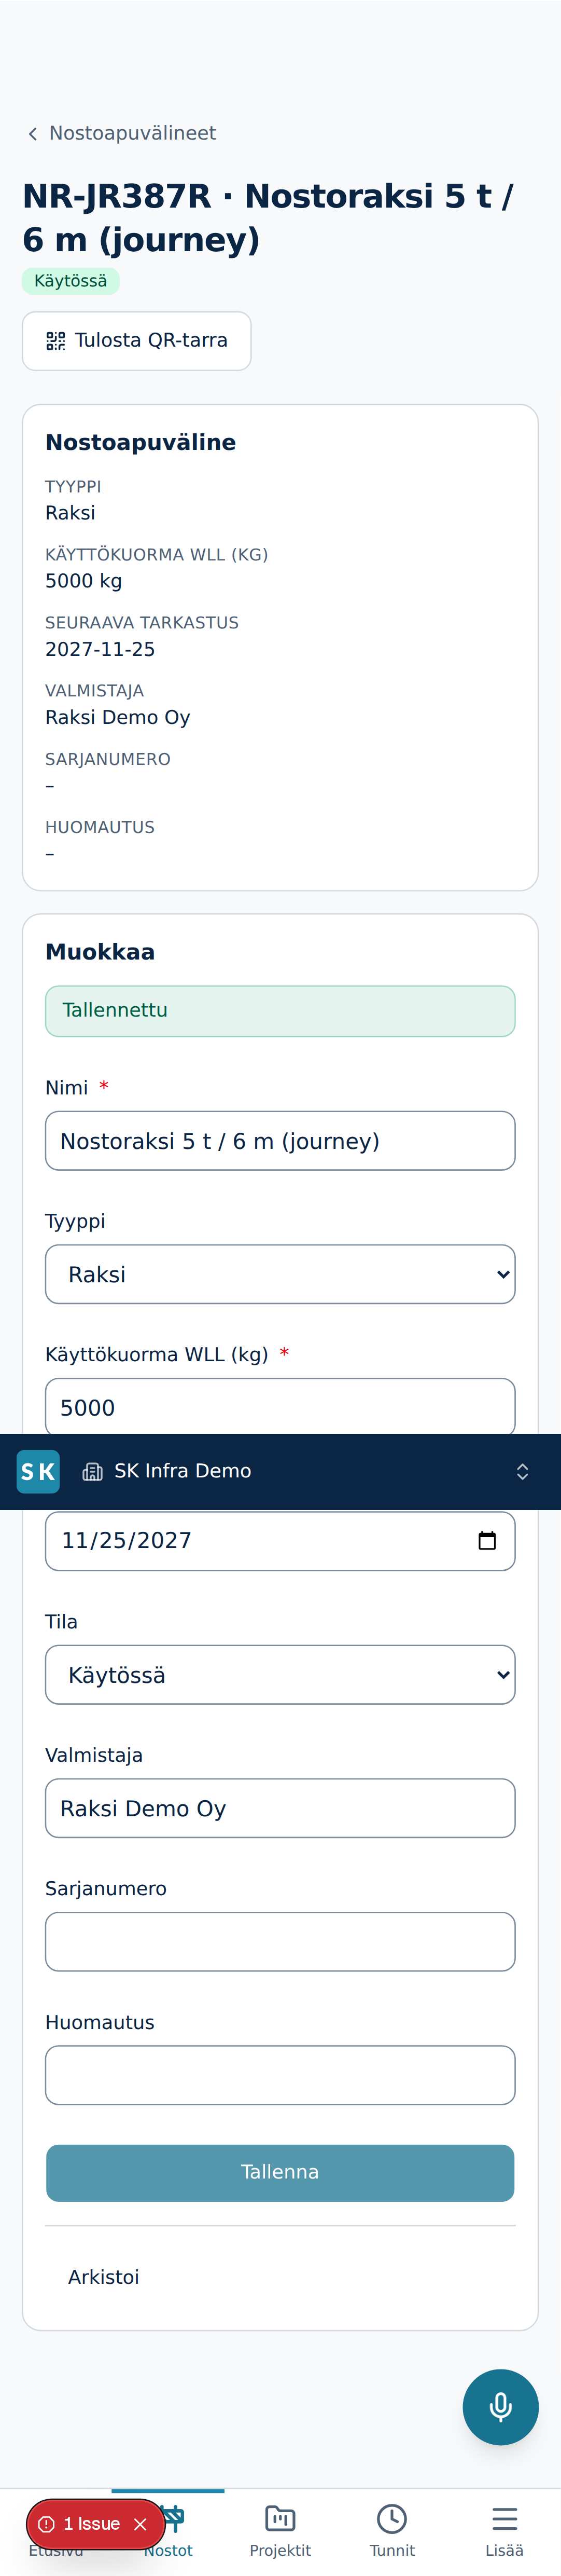 Nostoapuvälineet
NR-JR387R · Nostoraksi 5 t /
6 m (journey)
Käytössä
Tulosta QR-tarra
Nostoapuväline
TYYPPI
Raksi
KÄYTTÖKUORMA WLL (KG)
5000 kg
SEURAAVA TARKASTUS
2027-11-25
VALMISTAJA
Raksi Demo Oy
SARJANUMERO
–
HUOMAUTUS
–
Muokkaa
Tallennettu
Nimi *
Nostoraksi 5 t / 6 m (journey)
Tyyppi
Raksi
Käyttökuorma WLL (kg) *
5000
SK SK Infra Demo
11/25/2027
Tila
Käytössä
Valmistaja
Raksi Demo Oy
Sarjanumero
Huomautus
Tallenna
Arkistoi
1 Issue
Etusivu Nostot Projektit Tunnit Lisää